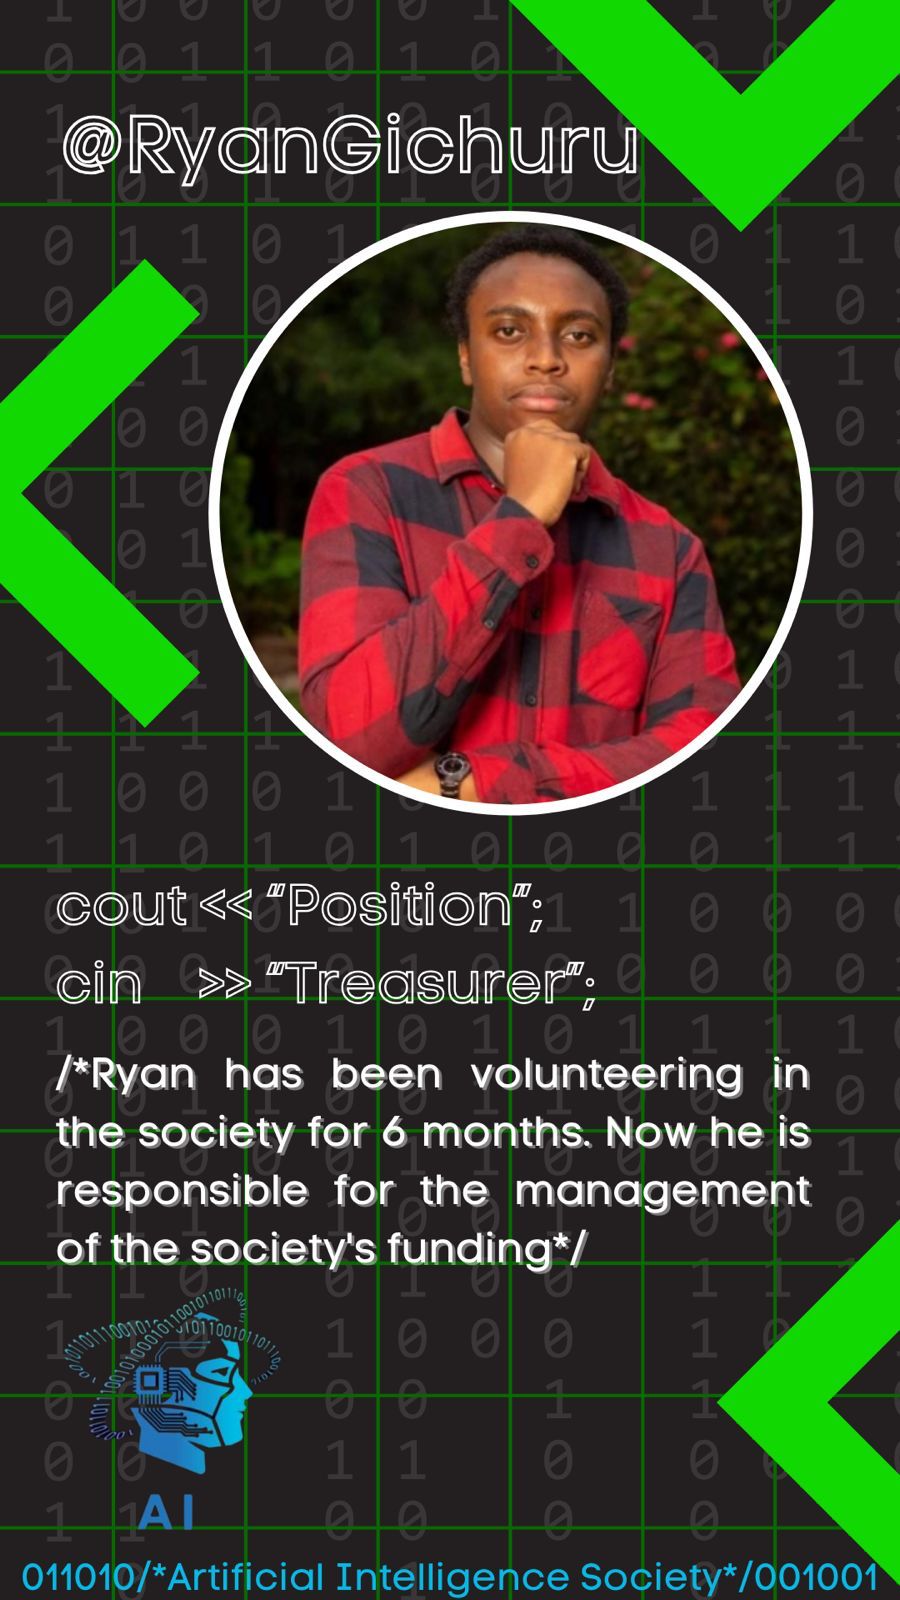 @RyanGichuru
cout << "Position";
cin >> "Treasurer";
/*Ryan has been volunteering in
the society for 6 months. Now he is
responsible for the management
of the society's funding*/
AI
011010/*Artificial Intelligence Society*/001001